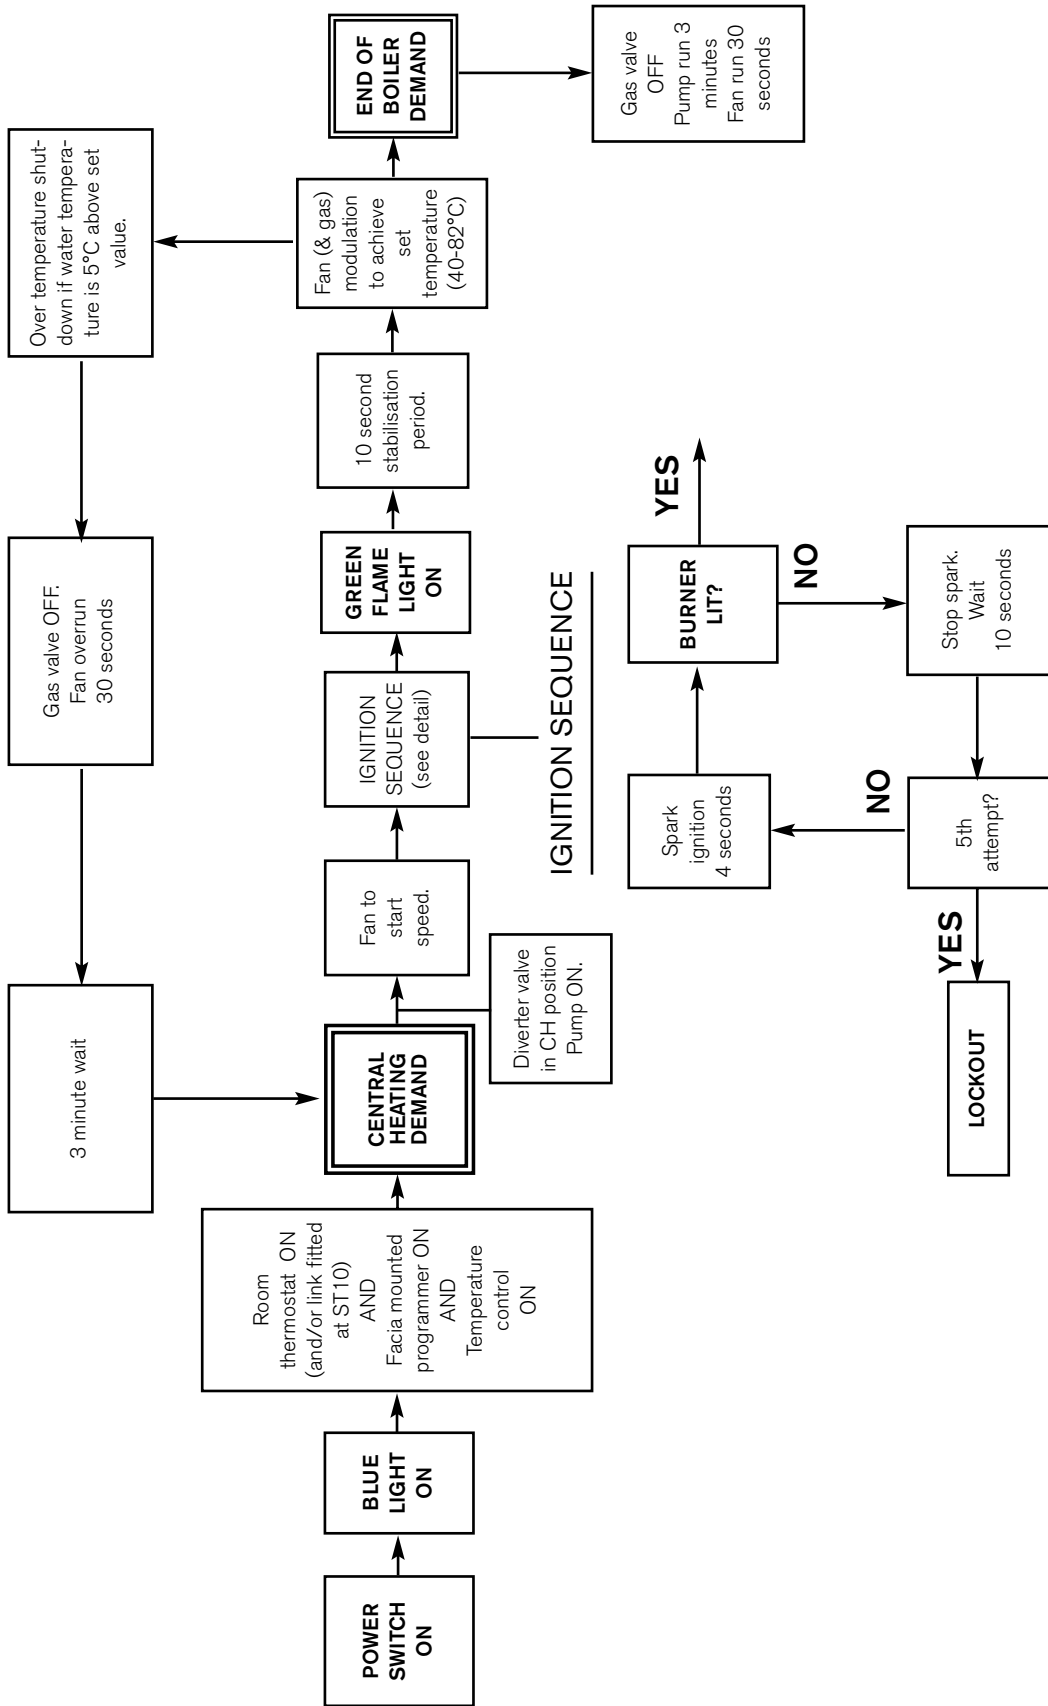 POWER
SWITCH
ON
BLUE
LIGHT
ON
Room
thermostat ON
(and/or link fitted
at ST10)
AND
Facia mounted
programmer ON
AND
Temperature
control
ON
CENTRAL
HEATING
DEMAND
Diverter valve
in CH position
Pump ON.
Fan to
start
speed.
IGNITION
SEQUENCE
(see detail)
GREEN
FLAME
LIGHT
ON
10 second
stabilisation
period.
Fan (& gas)
modulation
to achieve
set
temperature
(40-82°C)
END OF
BOILER
DEMAND
Gas valve
OFF
Pump run 3
minutes
Fan run 30
seconds
Over temperature shut-
down if water tempera-
ture is 5°C above set
value.
Gas valve OFF.
Fan overrun
30 seconds
3 minute wait
IGNITION SEQUENCE
Spark
ignition
4 seconds
BURNER
LIT?
YES
NO
Stop spark.
Wait
10 seconds
5th
attempt?
NO
YES
LOCKOUT